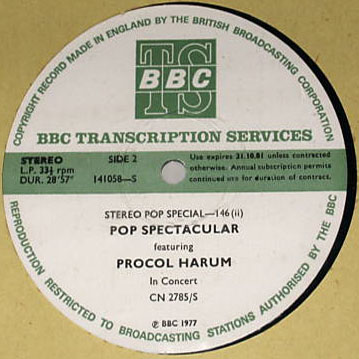 COPYRIGHT RECORD MADE IN ENGLAND BY THE BRITISH BROADCASTING CORPORATION
TS
BBC
BBC TRANSCRIPTION SERVICES
STEREO
L.P. 33⅓ rpm
DUR. 28'57"
SIDE 2
141058—S
Use expires 31.10.81 unless contracted
otherwise. Annual subscription permits
continued use for duration of contract.
STEREO POP SPECIAL—146 (ii)
POP SPECTACULAR
featuring
PROCOL HARUM
In Concert
CN 2785/S
℗ BBC 1977
REPRODUCTION RESTRICTED TO BROADCASTING STATIONS AUTHORISED BY THE BBC